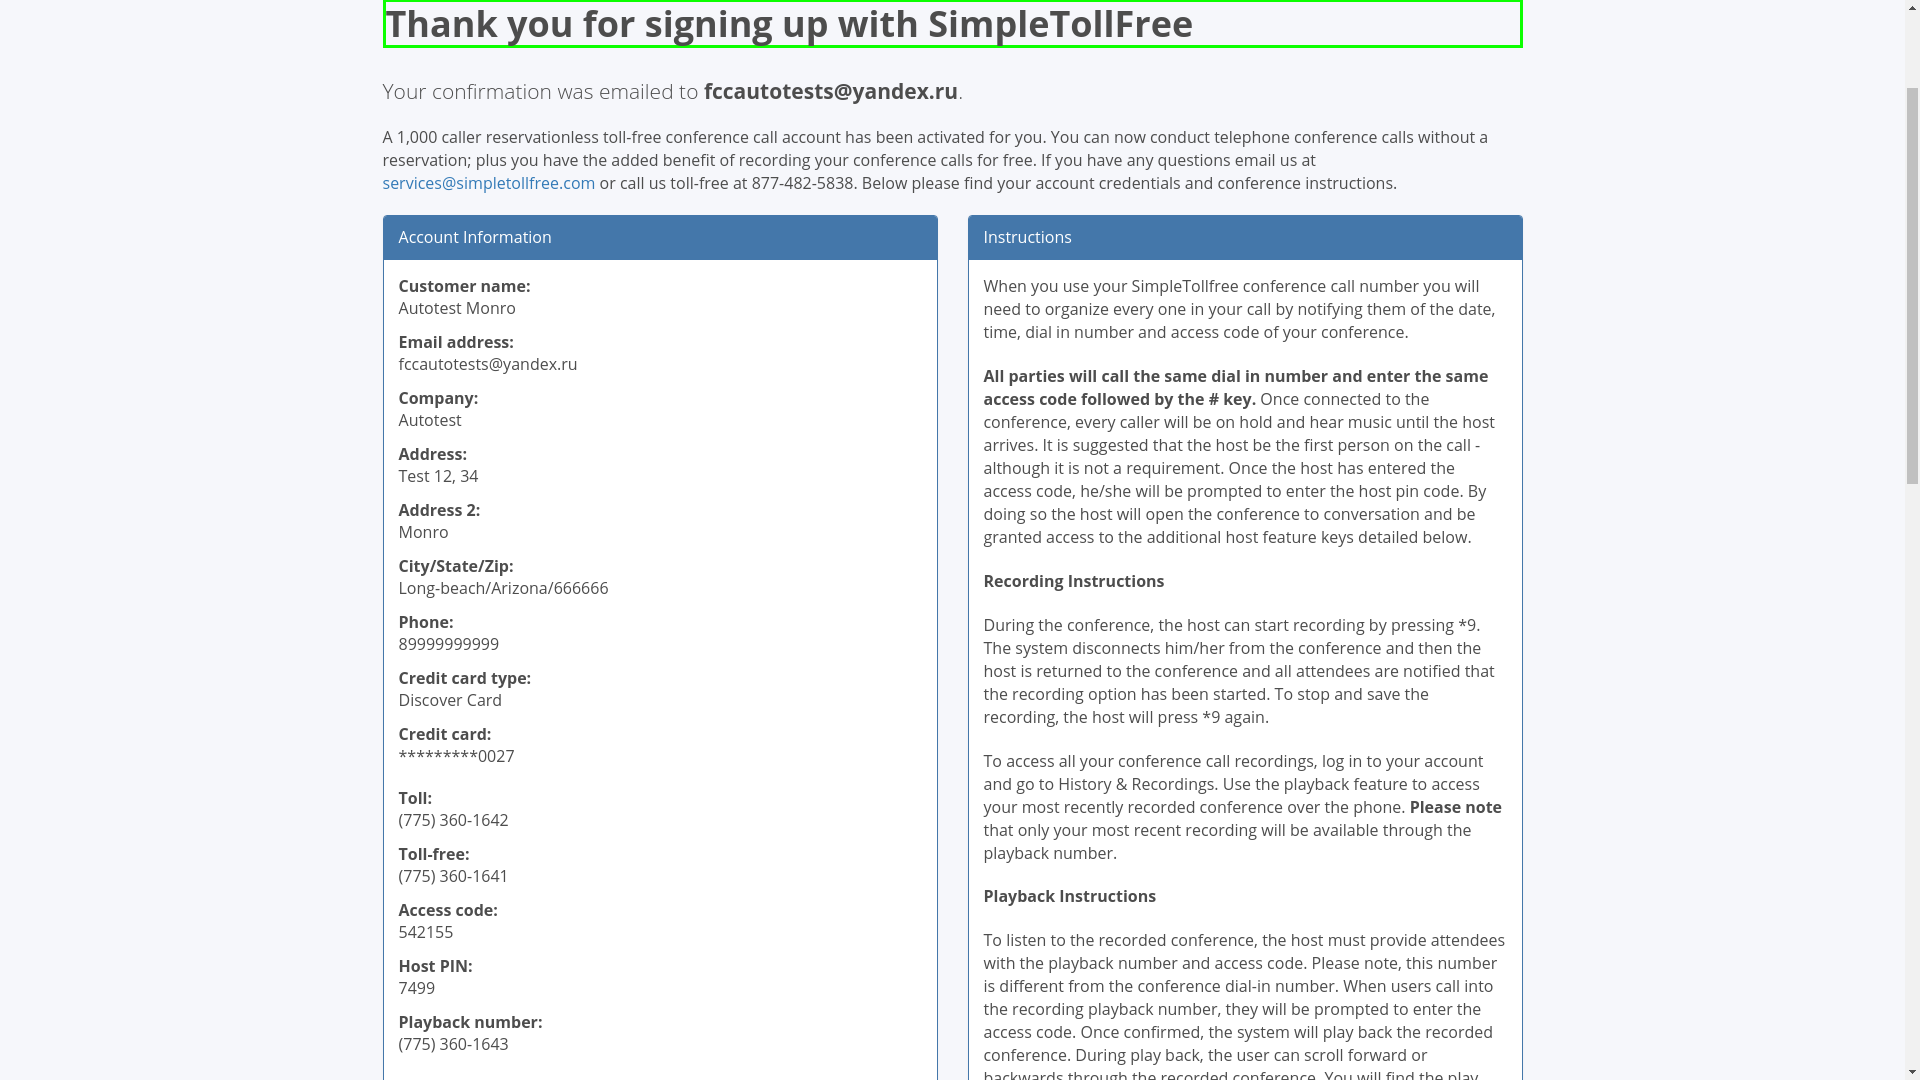 Thank you for signing up with SimpleTollFree
Your confirmation was emailed to fccautotests@yandex.ru.
A 1,000 caller reservationless toll-free conference call account has been activated for you. You can now conduct telephone conference calls without a
reservation; plus you have the added benefit of recording your conference calls for free. If you have any questions email us at
services@simpletollfree.com or call us toll-free at 877-482-5838. Below please find your account credentials and conference instructions.
Account Information
Customer name:
Autotest Monro
Email address:
fccautotests@yandex.ru
Company:
Autotest
Address:
Test 12, 34
Address 2:
Monro
City/State/Zip:
Long-beach/Arizona/666666
Phone:
89999999999
Credit card type:
Discover Card
Credit card:
*********0027
Toll:
(775) 360-1642
Toll-free:
(775) 360-1641
Access code:
542155
Host PIN:
7499
Playback number:
(775) 360-1643
Instructions
When you use your SimpleTollfree conference call number you will
need to organize every one in your call by notifying them of the date,
time, dial in number and access code of your conference.
All parties will call the same dial in number and enter the same
access code followed by the # key. Once connected to the
conference, every caller will be on hold and hear music until the host
arrives. It is suggested that the host be the first person on the call -
although it is not a requirement. Once the host has entered the
access code, he/she will be prompted to enter the host pin code. By
doing so the host will open the conference to conversation and be
granted access to the additional host feature keys detailed below.
Recording Instructions
During the conference, the host can start recording by pressing *9.
The system disconnects him/her from the conference and then the
host is returned to the conference and all attendees are notified that
the recording option has been started. To stop and save the
recording, the host will press *9 again.
To access all your conference call recordings, log in to your account
and go to History & Recordings. Use the playback feature to access
your most recently recorded conference over the phone. Please note
that only your most recent recording will be available through the
playback number.
Playback Instructions
To listen to the recorded conference, the host must provide attendees
with the playback number and access code. Please note, this number
is different from the conference dial-in number. When users call into
the recording playback number, they will be prompted to enter the
access code. Once confirmed, the system will play back the recorded
conference. During play back, the user can scroll forward or
backwards through the recorded conference. You will find the play